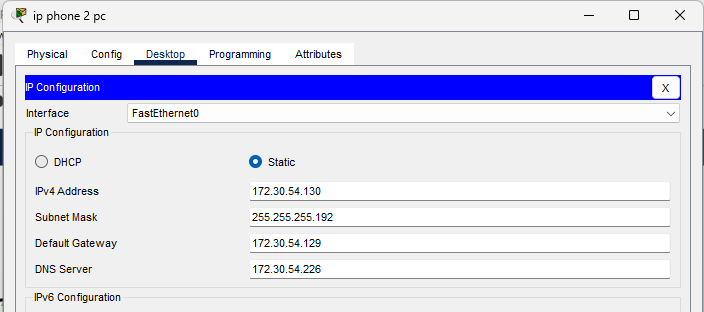 ip phone 2 pc
Physical Config Desktop Programming Attributes
IP Configuration X
Interface FastEthernet0
IP Configuration
DHCP Static
IPv4 Address 172.30.54.130
Subnet Mask 255.255.255.192
Default Gateway 172.30.54.129
DNS Server 172.30.54.226
IPv6 Configuration